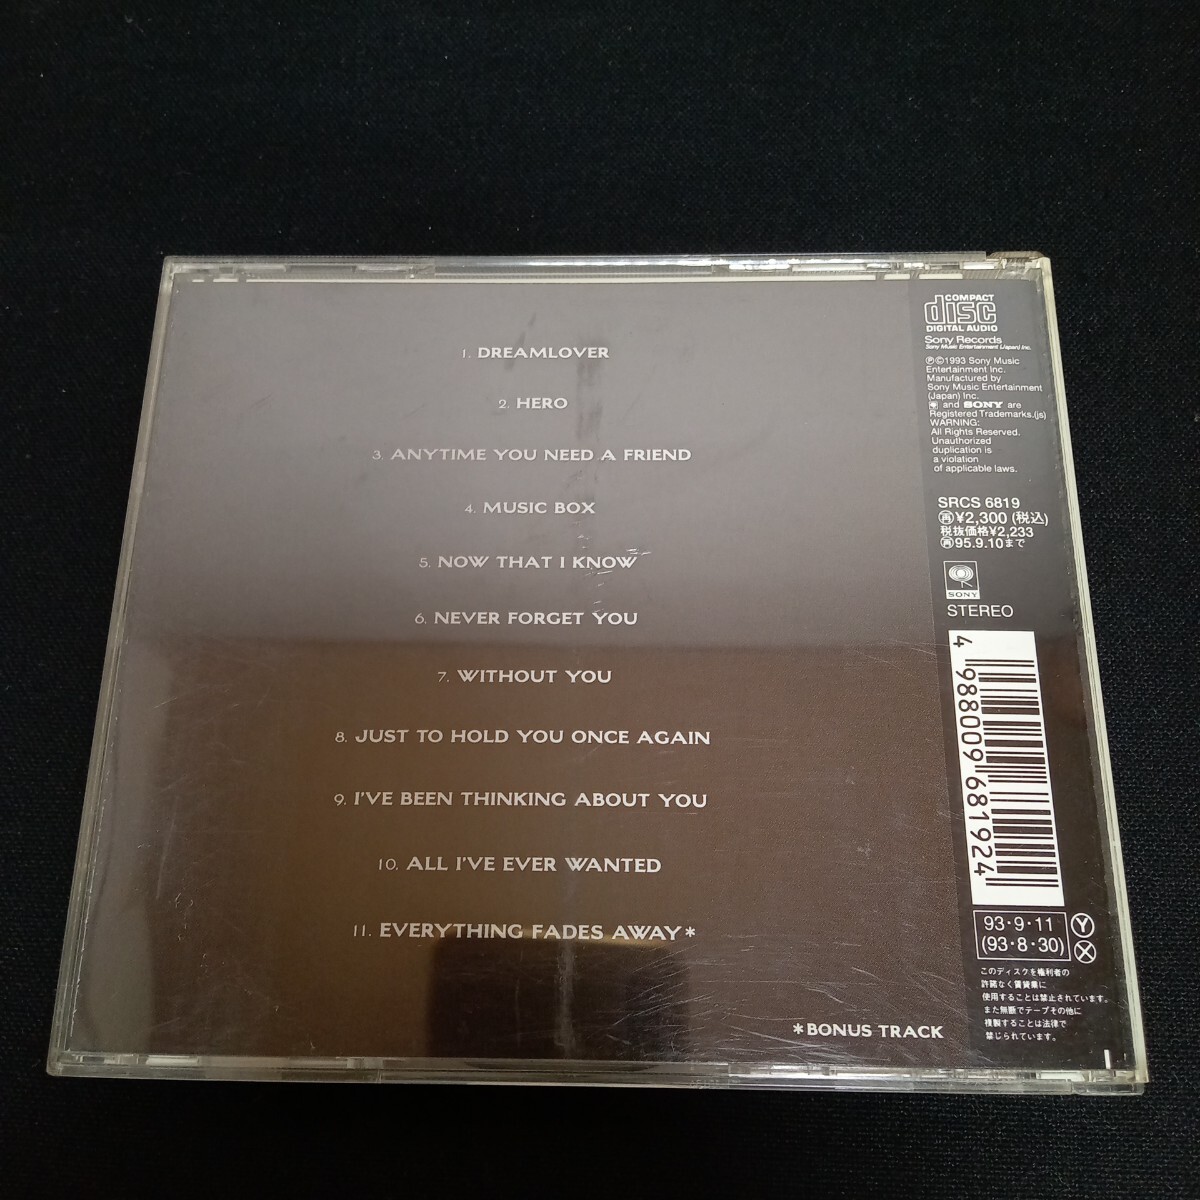 1. DREAMLOVER
2. HERO
3. ANYTIME YOU NEED A FRIEND
4. MUSIC BOX
5. NOW THAT I KNOW
6. NEVER FORGET YOU
7. WITHOUT YOU
8. JUST TO HOLD YOU ONCE AGAIN
9. I'VE BEEN THINKING ABOUT YOU
10. ALL I'VE EVER WANTED
11. EVERYTHING FADES AWAY*
*BONUS TRACK
COMPACT
disc
DIGITAL AUDIO
Sony Records
Sony Music Entertainment (Japan) Inc.
℗©1993 Sony Music
Entertainment Inc.
Manufactured by
Sony Music Entertainment
(Japan) Inc.
and SONY are
Registered Trademarks.(js)
WARNING:
All Rights Reserved.
Unauthorized
duplication is
a violation
of applicable laws.
SRCS 6819
㊢¥2,300 (税込)
税抜価格¥2,233
95.9.10まで
SONY
STEREO
4 988009 681924
93・9・11 Ⓨ
(93・8・30) Ⓧ
このディスクを権利者の
許諾なく賃貸業に
使用することは禁止されています。
また無断でテープその他に
複製することは法律で
禁じられています。